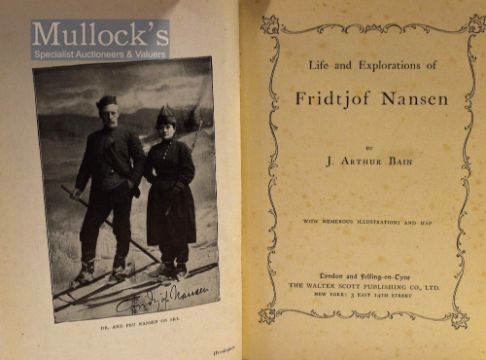 Mullock's
Specialist Auctioneers & Valuers
Fridtjof Nansen
DR. AND FRU NANSEN ON SKI.
[Frontispiece.
Life and Explorations of
Fridtjof Nansen
BY
J. ARTHUR BAIN
WITH NUMEROUS ILLUSTRATIONS AND MAP
London and Felling-on-Tyne
THE WALTER SCOTT PUBLISHING CO., LTD.
NEW YORK: 3 EAST 14TH STREET